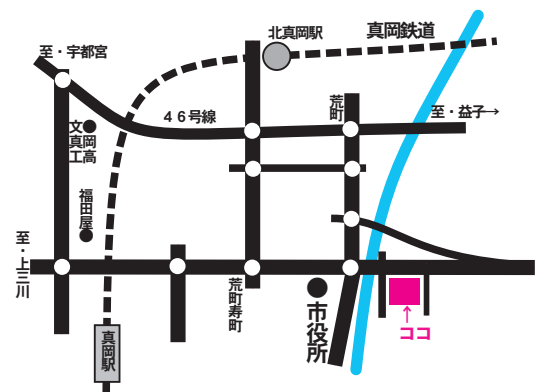 北真岡駅
真岡鉄道
至・宇都宮
荒町
４６号線
至・益子→
文
真岡
工高
福田屋
至・上三川
荒町寿町
市役所
↑
ココ
真岡駅